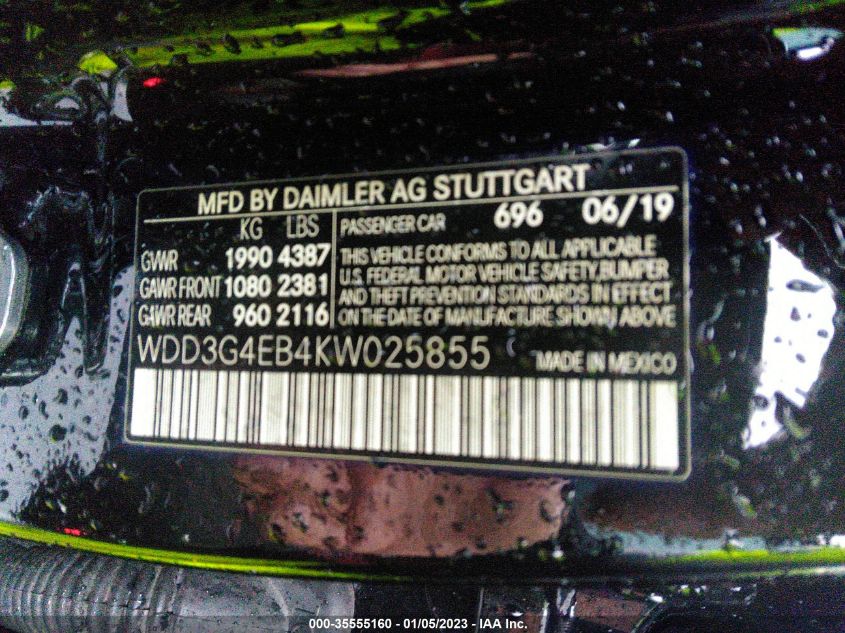 MFD BY DAIMLER AG STUTTGART
KG LBS
GVWR 1990 4387
GAWR FRONT 1080 2381
GAWR REAR 960 2116
PASSENGER CAR 696 06/19
THIS VEHICLE CONFORMS TO ALL APPLICABLE
U.S. FEDERAL MOTOR VEHICLE SAFETY, BUMPER
AND THEFT PREVENTION STANDARDS IN EFFECT
ON THE DATE OF MANUFACTURE SHOWN ABOVE
WDD3G4EB4KW025855 MADE IN MEXICO
000-35555160 - 01/05/2023 - IAA Inc.